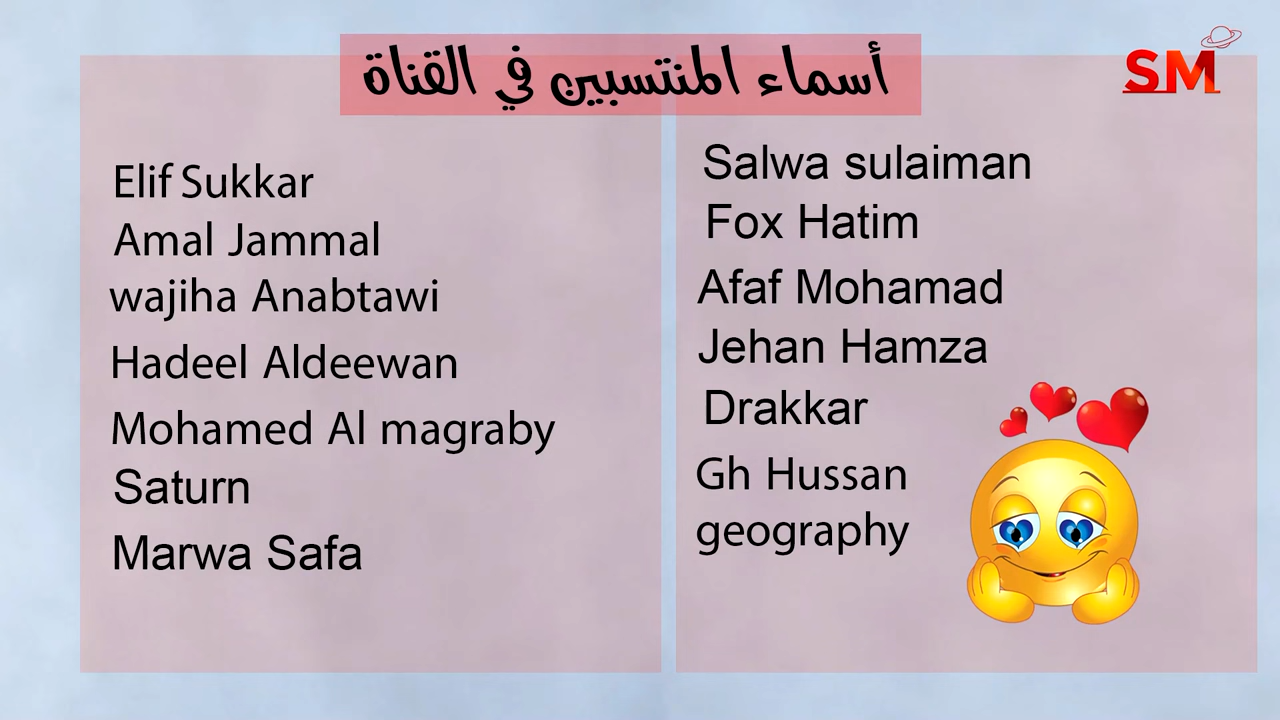 أسماء المنتسبين في القناة
SM
Elif Sukkar
Amal Jammal
wajiha Anabtawi
Hadeel Aldeewan
Mohamed Al magraby
Saturn
Marwa Safa
Salwa sulaiman
Fox Hatim
Afaf Mohamad
Jehan Hamza
Drakkar
Gh Hussan
geography